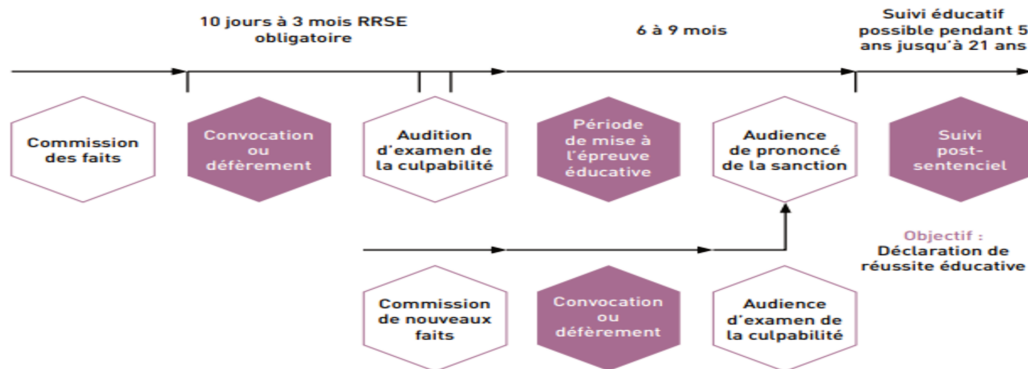 10 jours à 3 mois RRSE
obligatoire
6 à 9 mois
Suivi éducatif
possible pendant 5
ans jusqu'à 21 ans
Commission
des faits
Convocation
ou
défèrement
Audition
d'examen de
la culpabilité
Période
de mise à
l'épreuve
éducative
Audience
de prononcé
de la sanction
Suivi
post-
sentenciel
Objectif :
Déclaration de
réussite éducative
Commission
de nouveaux
faits
Convocation
ou
défèrement
Audience
d'examen de
la culpabilité